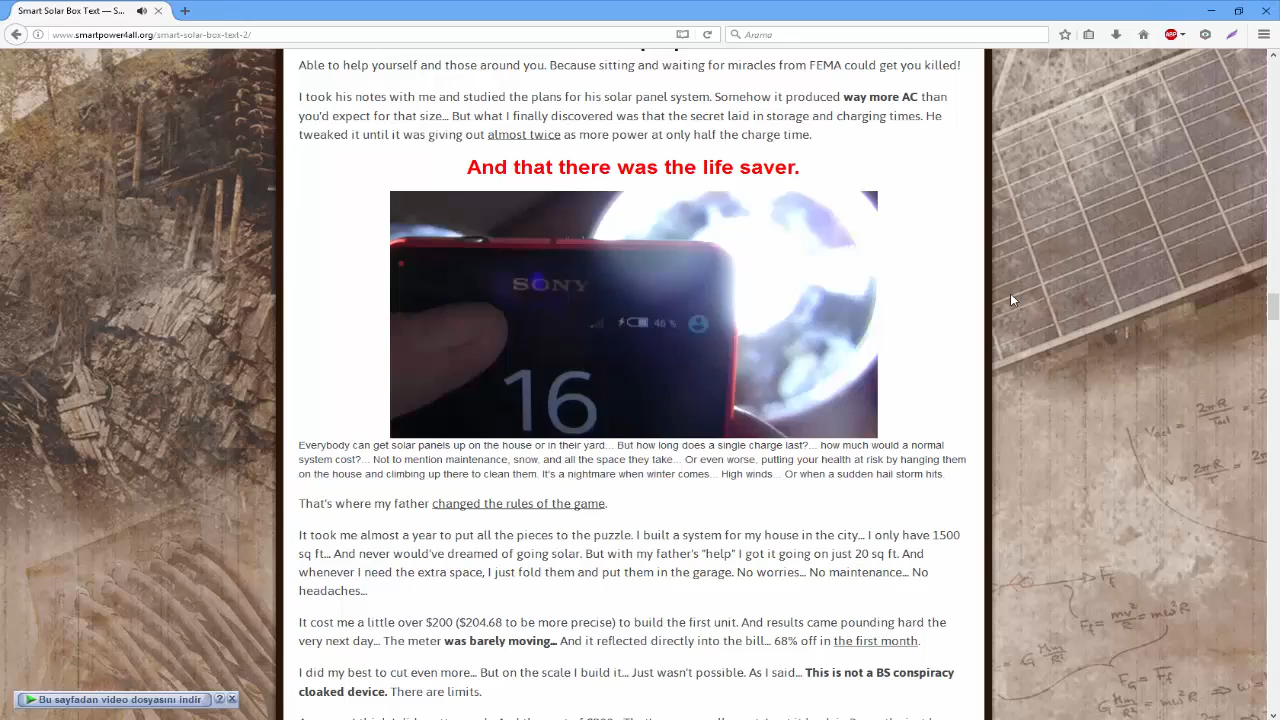 Smart Solar Box Text — S...
www.smartpower4all.org/smart-solar-box-text-2/
Arama
ABP
Able to help yourself and those around you. Because sitting and waiting for miracles from FEMA could get you killed!
I took his notes with me and studied the plans for his solar panel system. Somehow it produced way more AC than
you'd expect for that size... But what I finally discovered was that the secret laid in storage and charging times. He
tweaked it until it was giving out almost twice as more power at only half the charge time.
And that there was the life saver.
SONY
46 %
16
Everybody can get solar panels up on the house or in their yard... But how long does a single charge last?... how much would a normal
system cost?... Not to mention maintenance, snow, and all the space they take... Or even worse, putting your health at risk by hanging them
on the house and climbing up there to clean them. It's a nightmare when winter comes... High winds... Or when a sudden hail storm hits.
That's where my father changed the rules of the game.
It took me almost a year to put all the pieces to the puzzle. I built a system for my house in the city... I only have 1500
sq ft... And never would've dreamed of going solar. But with my father's "help" I got it going on just 20 sq ft. And
whenever I need the extra space, I just fold them and put them in the garage. No worries... No maintenance... No
headaches...
It cost me a little over $200 ($204.68 to be more precise) to build the first unit. And results came pounding hard the
very next day... The meter was barely moving... And it reflected directly into the bill... 68% off in the first month.
I did my best to cut even more... But on the scale I build it... Just wasn't possible. As I said... This is not a BS conspiracy
cloaked device. There are limits.
Bu sayfadan video dosyasını indir